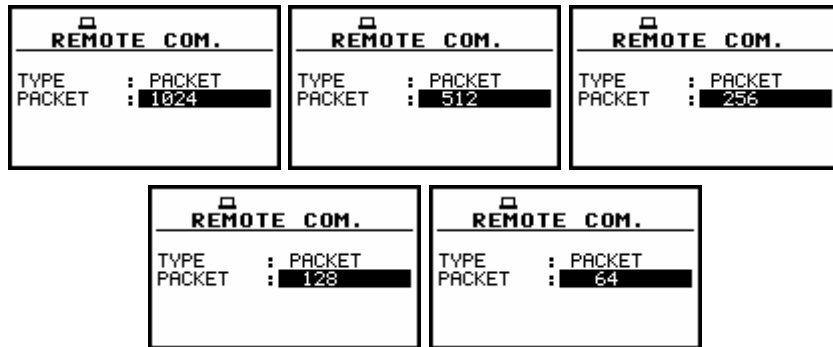 REMOTE COM.
TYPE : PACKET
PACKET : 1024
REMOTE COM.
TYPE : PACKET
PACKET : 512
REMOTE COM.
TYPE : PACKET
PACKET : 256
REMOTE COM.
TYPE : PACKET
PACKET : 128
REMOTE COM.
TYPE : PACKET
PACKET : 64